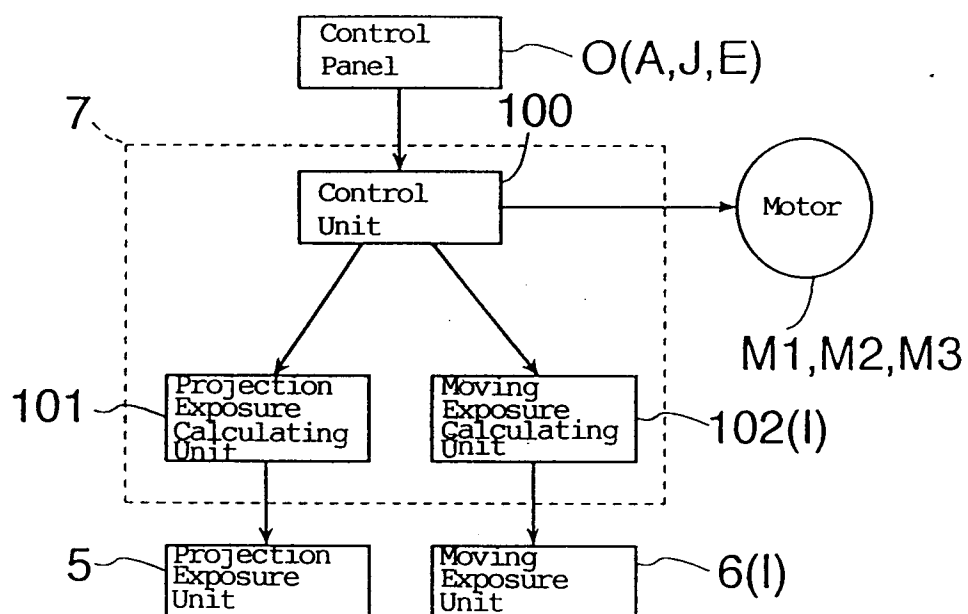 Control
Panel
O(A,J,E)
7
100
Control
Unit
Motor
M1,M2,M3
101
Projection
Exposure
Calculating
Unit
Moving
Exposure
Calculating
Unit
102(I)
5
Projection
Exposure
Unit
Moving
Exposure
Unit
6(I)